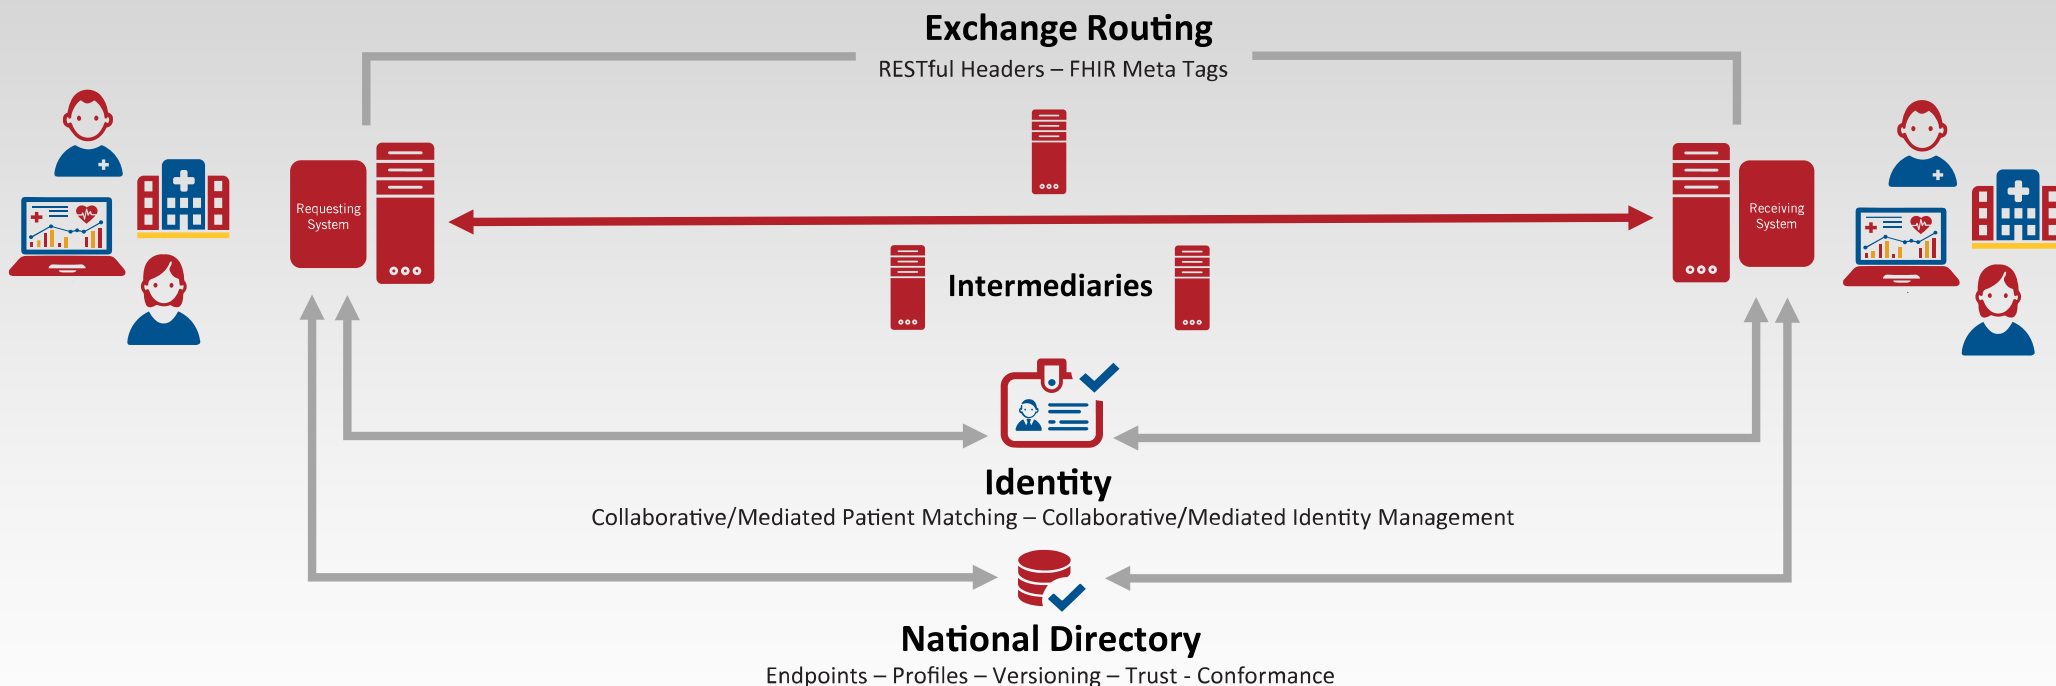 Exchange Routing
RESTful Headers – FHIR Meta Tags
Requesting
System
Receiving
System
Intermediaries
Identity
Collaborative/Mediated Patient Matching – Collaborative/Mediated Identity Management
National Directory
Endpoints – Profiles – Versioning – Trust - Conformance